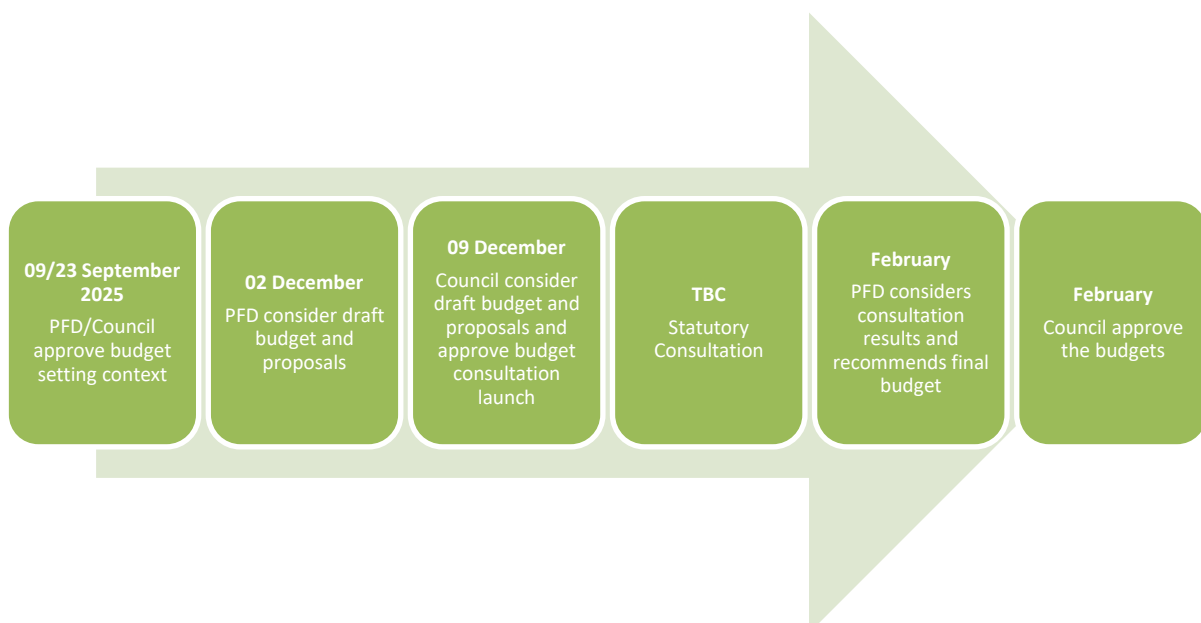 09/23 September
2025
PFD/Council
approve budget
setting context
02 December
PFD consider draft
budget and
proposals
09 December
Council consider
draft budget and
proposals and
approve budget
consultation
launch
TBC
Statutory
Consultation
February
PFD considers
consultation
results and
recommends final
budget
February
Council approve
the budgets